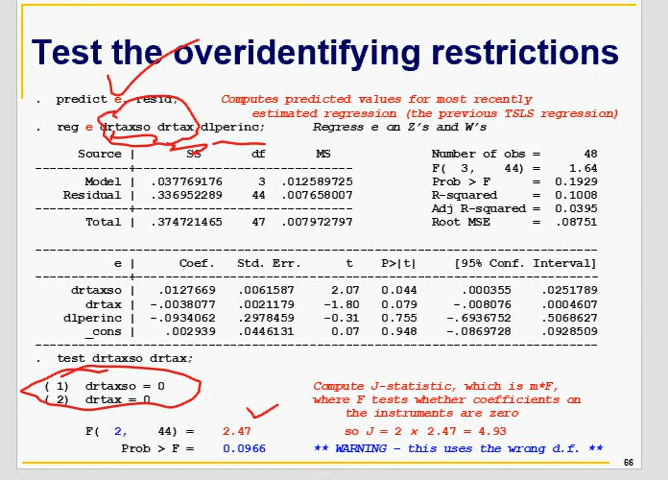 Test the overidentifying restrictions
. predict e, resid; Computes predicted values for most recently
estimated regression (the previous TSLS regression)
. reg e drtaxso drtax dlperinc; Regress e on Z's and W's
Source | SS df MS Number of obs = 48
-------------+------------------------------ F( 3, 44) = 1.64
Model | .037769176 3 .012589725 Prob > F = 0.1929
Residual | .336952289 44 .007658007 R-squared = 0.1008
-------------+------------------------------ Adj R-squared = 0.0395
Total | .374721465 47 .007972797 Root MSE = .08751
------------------------------------------------------------------------------
e | Coef. Std. Err. t P>|t| [95% Conf. Interval]
-------------+----------------------------------------------------------------
drtaxso | .0127669 .0061587 2.07 0.044 .000355 .0251789
drtax | -.0038077 .0021179 -1.80 0.079 -.008076 .0004607
dlperinc | -.0934062 .2978459 -0.31 0.755 -.6936752 .5068627
_cons | .002939 .0446131 0.07 0.948 -.0869728 .0928509
------------------------------------------------------------------------------
. test drtaxso drtax;
( 1) drtaxso = 0 Compute J-statistic, which is m*F,
( 2) drtax = 0 where F tests whether coefficients on
the instruments are zero
F( 2, 44) = 2.47 so J = 2 × 2.47 = 4.93
Prob > F = 0.0966 ** WARNING – this uses the wrong d.f. **
66